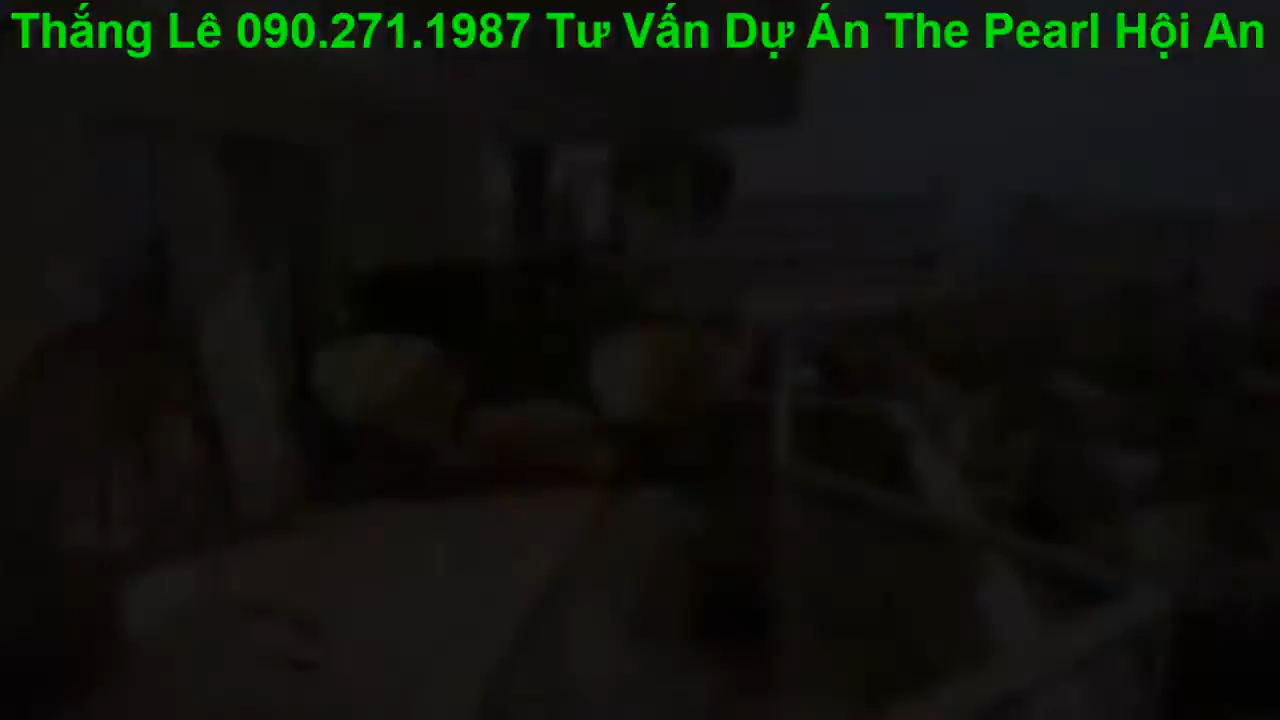 Thắng Lê 090.271.1987 Tư Vấn Dự Án The Pearl Hội An